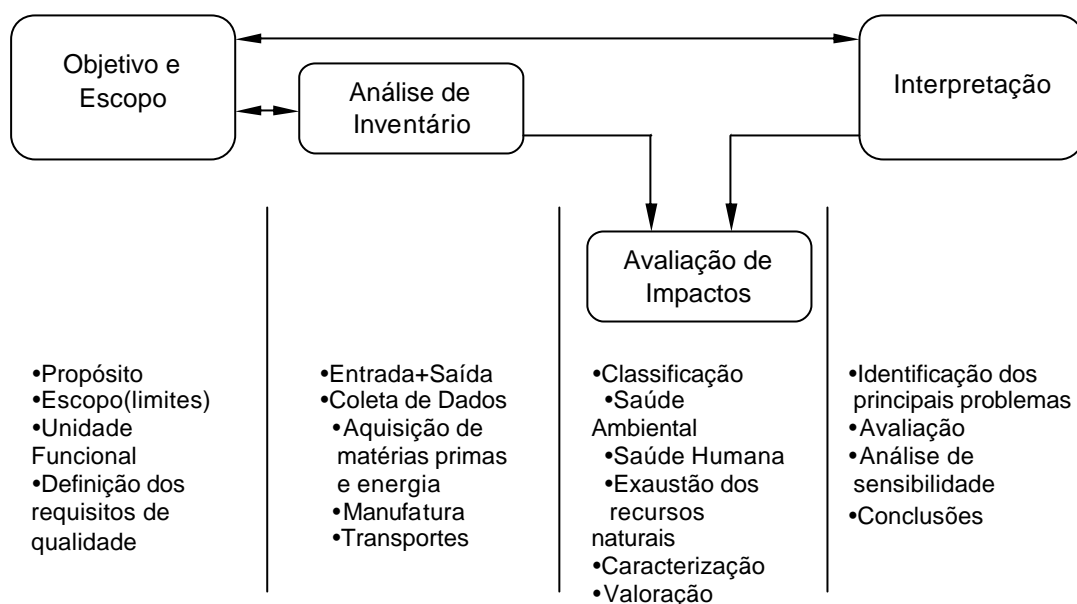 Objetivo e
Escopo
Análise de
Inventário
Interpretação
Avaliação de
Impactos
•Propósito
•Escopo(limites)
•Unidade
Funcional
•Definição dos
requisitos de
qualidade
•Entrada+Saída
•Coleta de Dados
•Aquisição de
matérias primas
e energia
•Manufatura
•Transportes
•Classificação
•Saúde
Ambiental
•Saúde Humana
•Exaustão dos
recursos
naturais
•Caracterização
•Valoração
•Identificação dos
principais problemas
•Avaliação
•Análise de
sensibilidade
•Conclusões